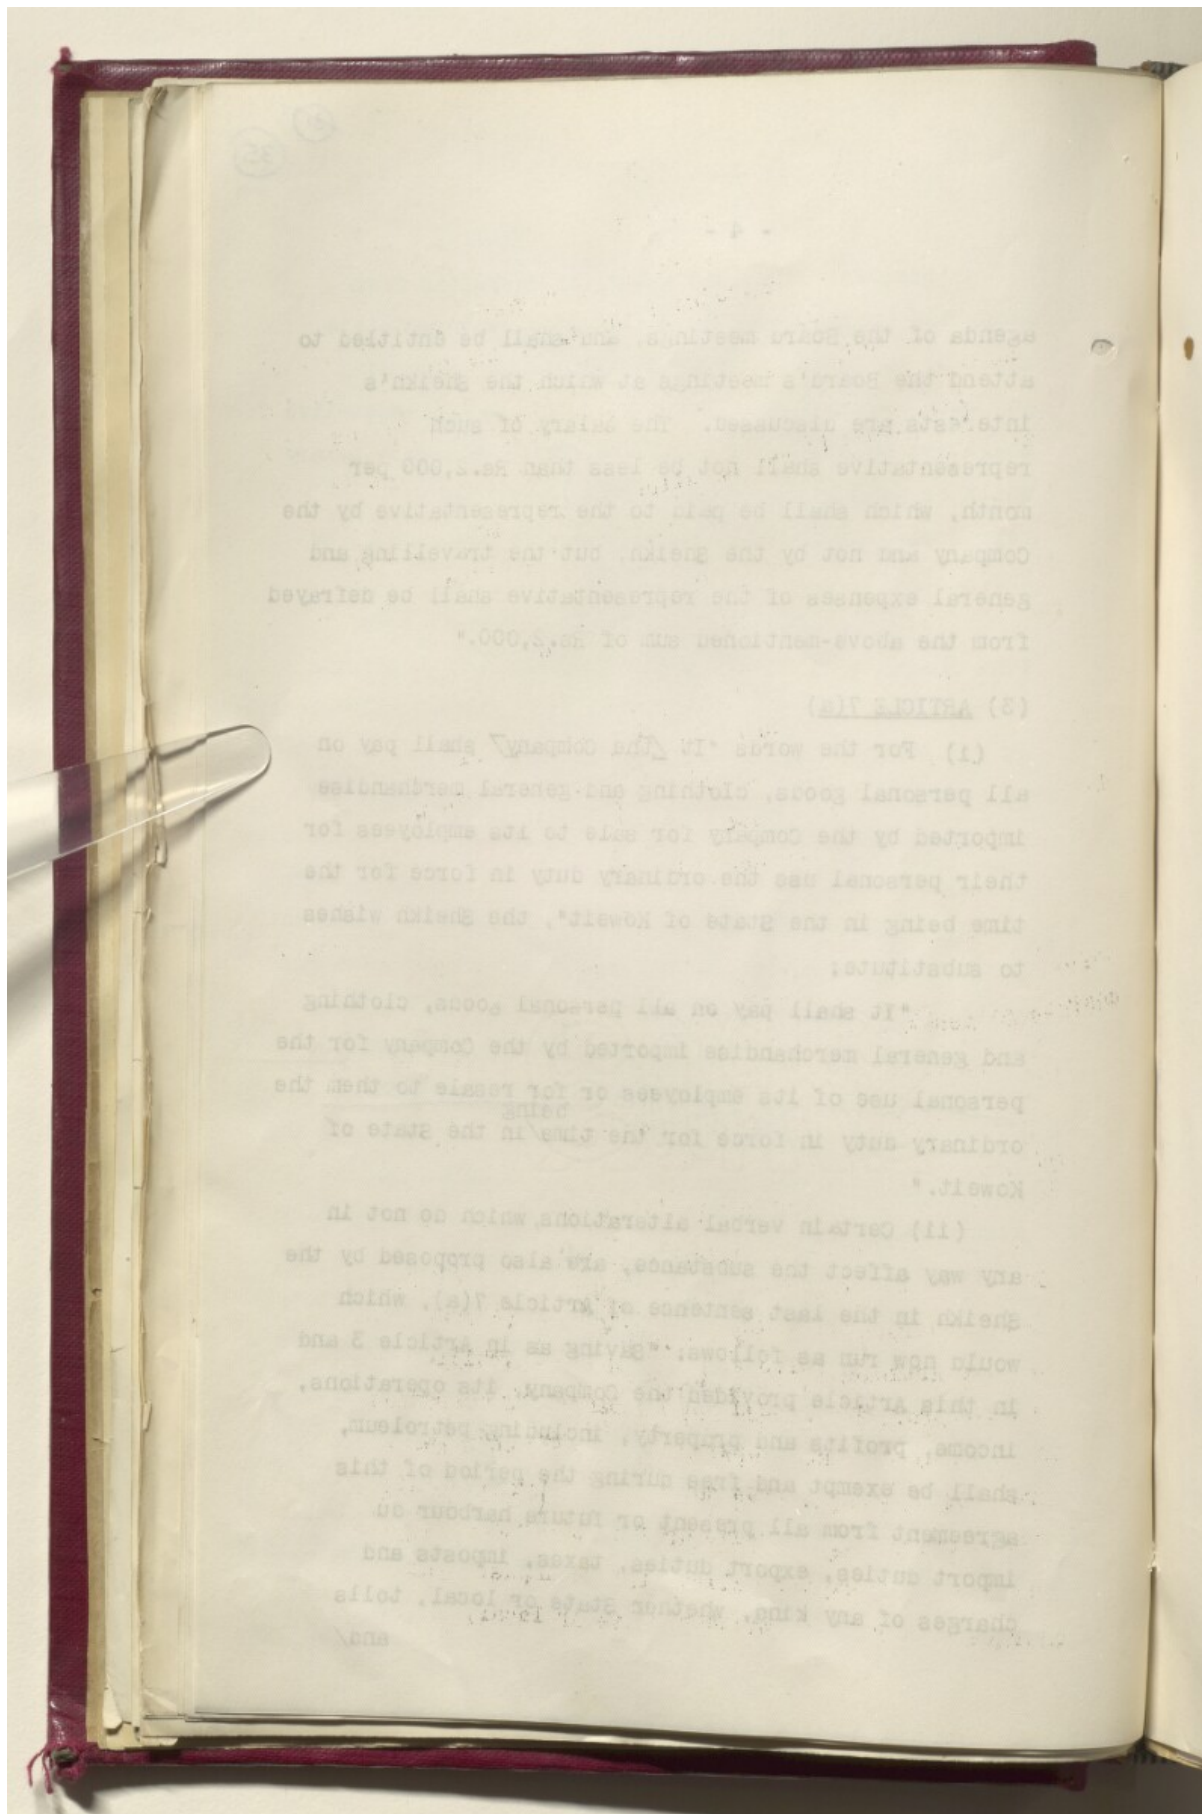 (35)
- 4 -
agenda of the Board meetings, and shall be entitled to
attend the Board's meetings at which the Sheikh's
interests are discussed. The salary of such
representative shall not be less than Rs.2,000 per
month, which shall be paid to the representative by the
Company and not by the Sheikh, but the travelling and
general expenses of the representative shall be defrayed
from the above-mentioned sum of Rs.2,000."
(3) ARTICLE 7(a)
(i) For the words "It [The Company] shall pay on
all personal goods, clothing and general merchandise
imported by the Company for sale to its employees for
their personal use the ordinary duty in force for the
time being in the State of Koweit", the Sheikh wishes
to substitute:
"It shall pay on all personal goods, clothing
and general merchandise imported by the Company for the
personal use of its employees or for resale to them the
being
ordinary duty in force for the time/in the State of
Koweit."
(ii) Certain verbal alterations which do not in
any way affect the substance, are also proposed by the
Sheikh in the last sentence of Article 7(a), which
would now run as follows: "Saving as in Article 3 and
in this Article provided the Company, its operations,
income, profits and property, including petroleum,
shall be exempt and free during the period of this
agreement from all present or future harbour du
import duties, export duties, taxes, imposts and
charges of any kind, whether State or local, tolls
and/